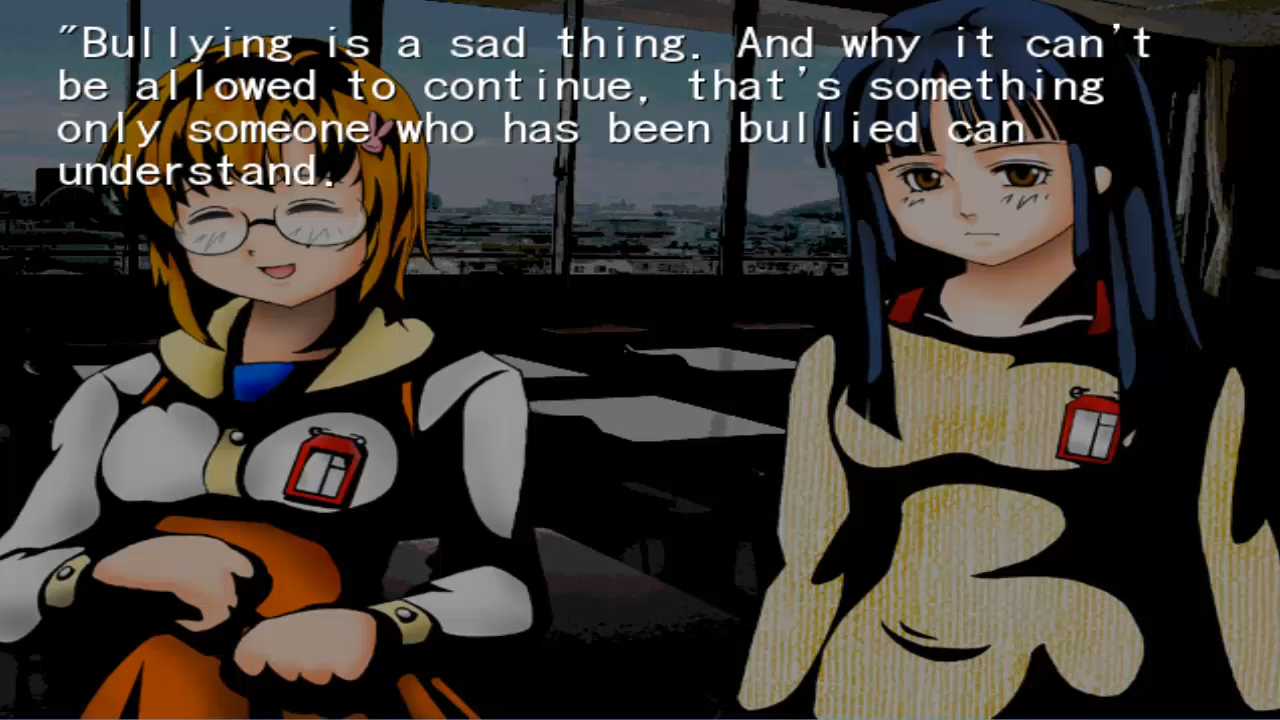 "Bullying is a sad thing. And why it can't
be allowed to continue, that's something
only someone who has been bullied can
understand.